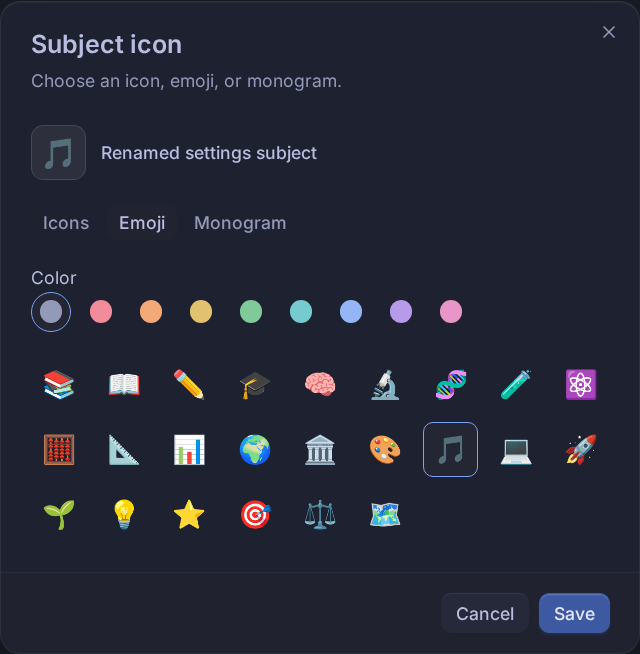 Subject icon
Choose an icon, emoji, or monogram.
Renamed settings subject
Icons Emoji Monogram
Color
Cancel Save